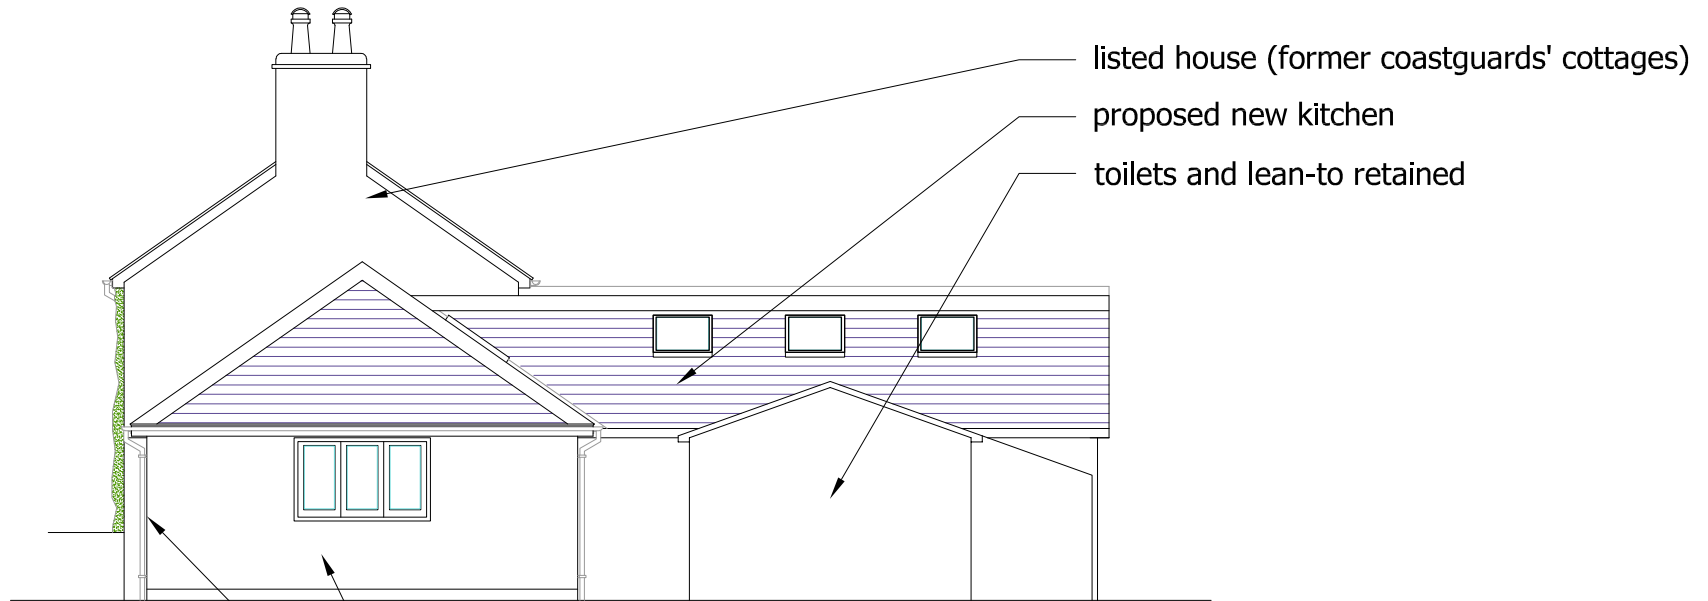 listed house (former coastguards' cottages)
proposed new kitchen
toilets and lean-to retained